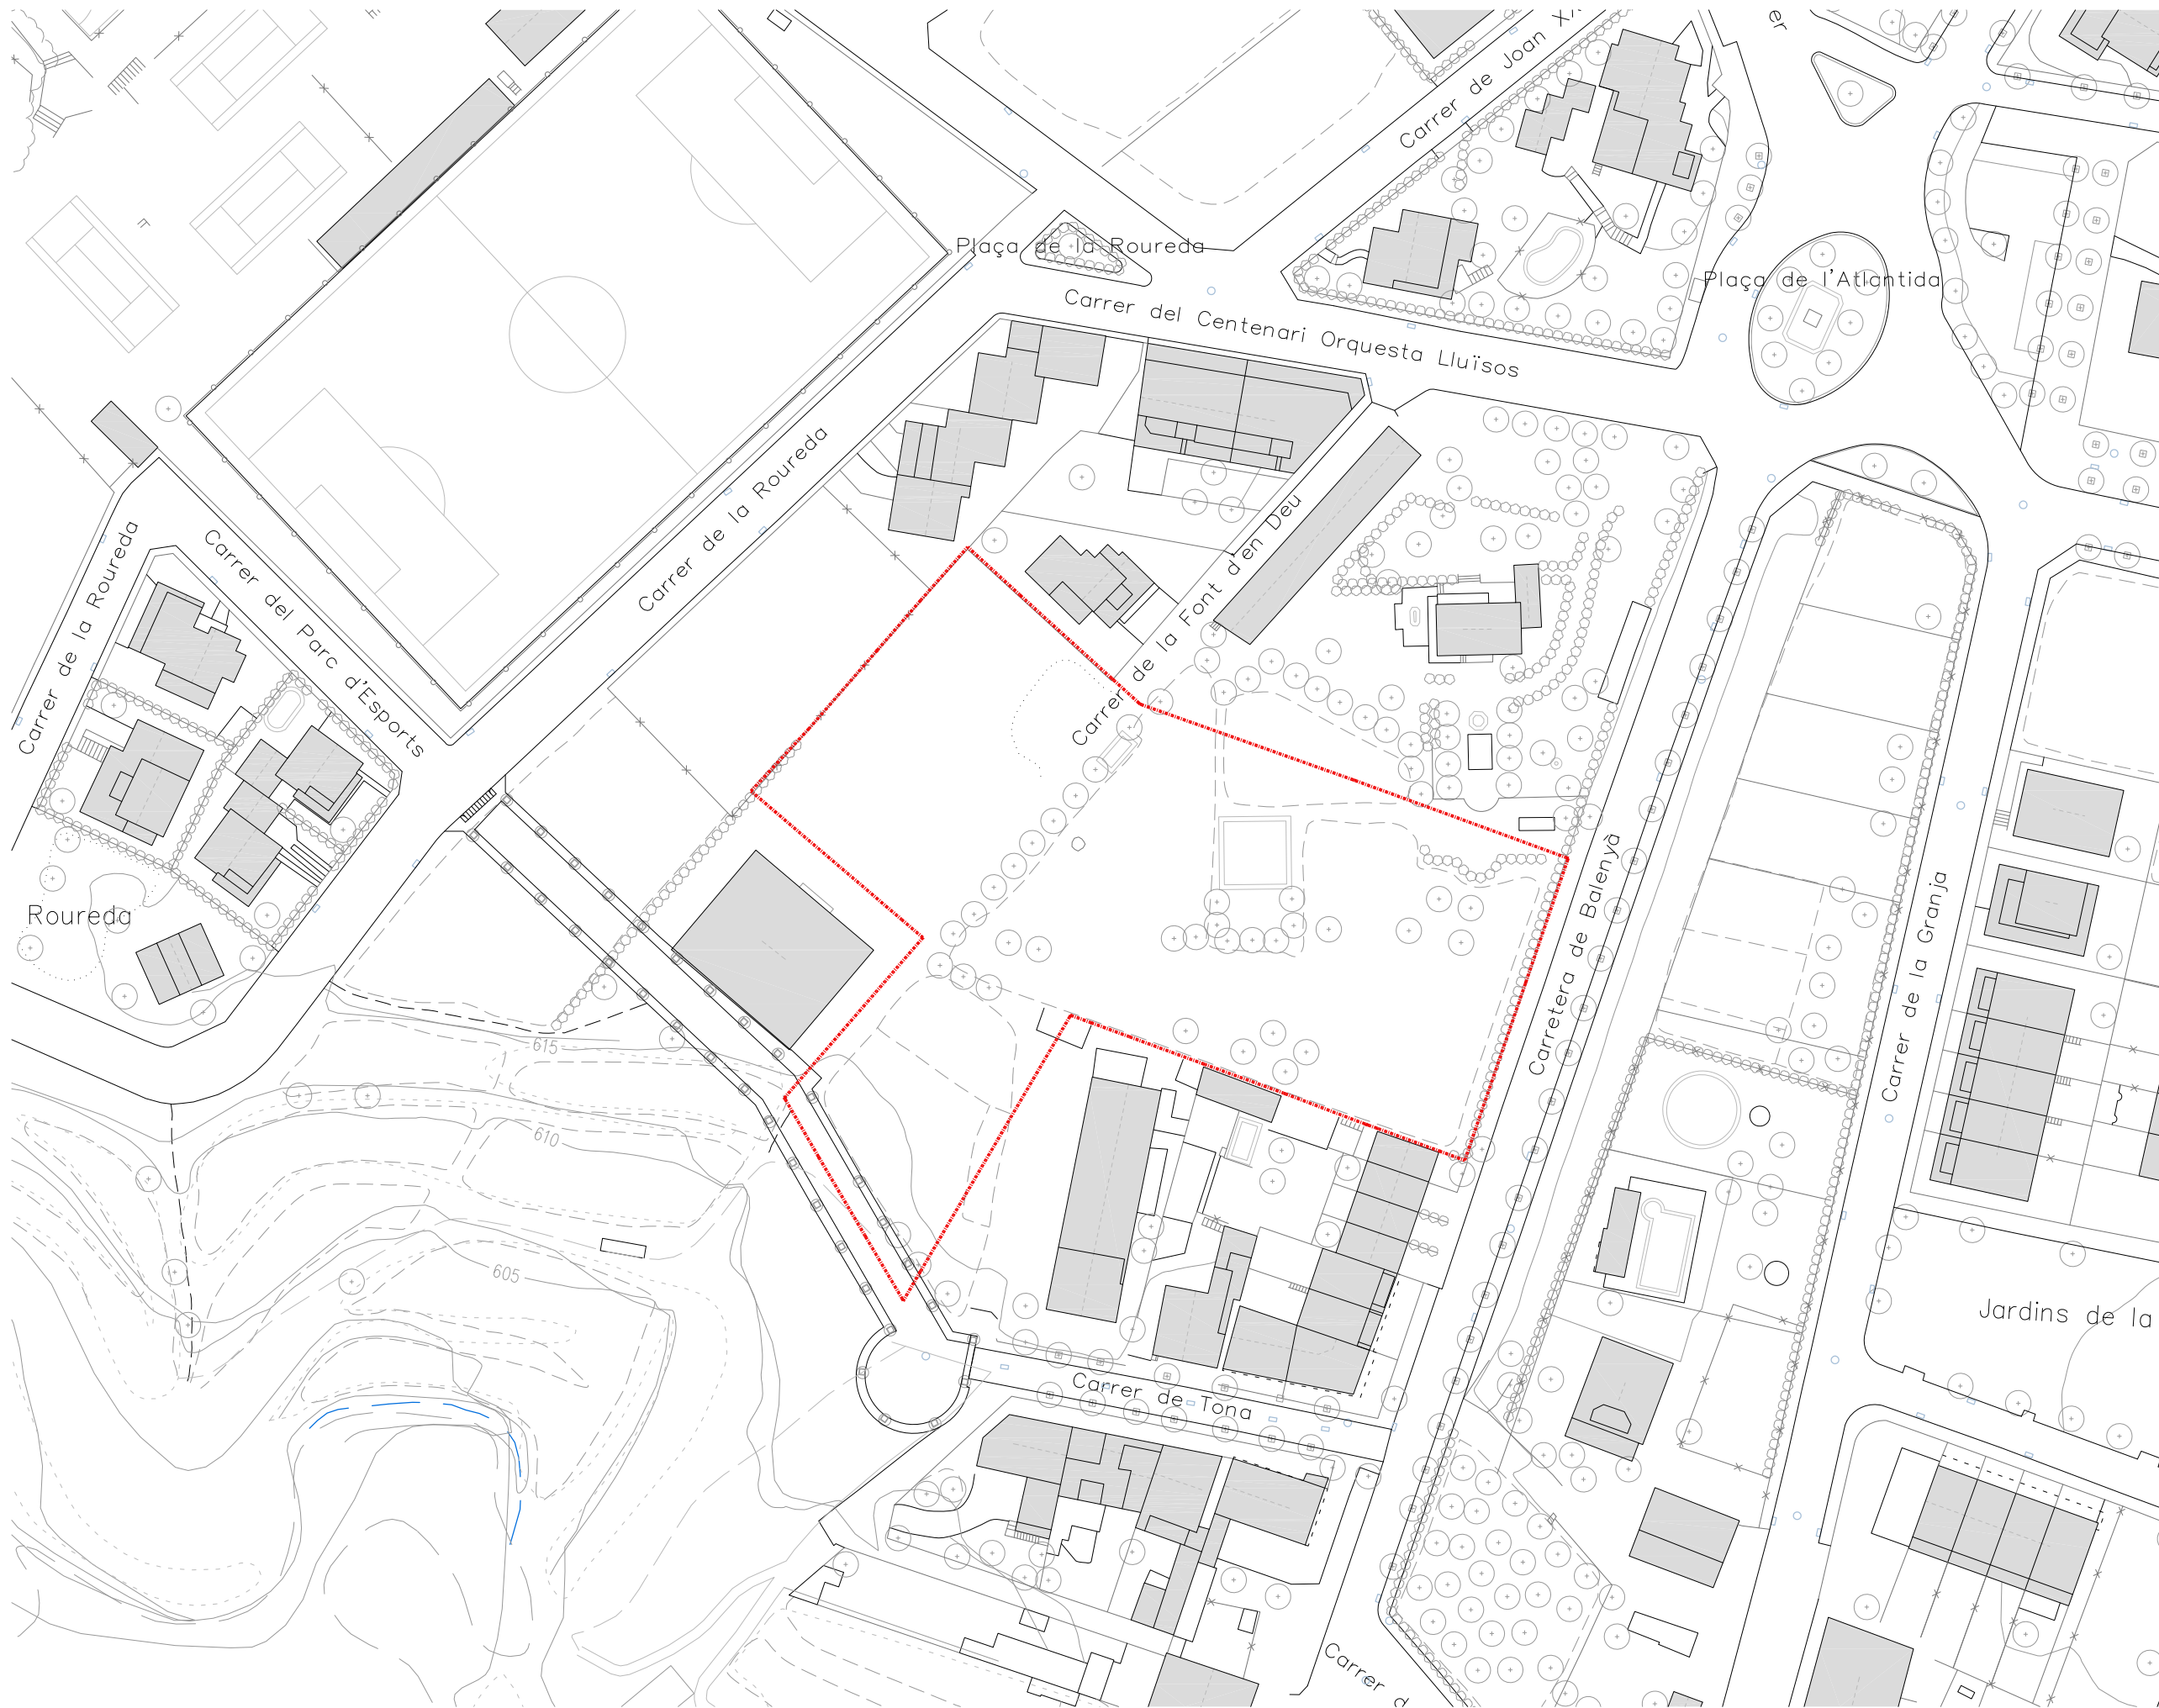 Carrer de Joan
Plaça de la Roureda
Plaça de l'Atlantida
Carrer del Centenari Orquesta Lluïsos
Carrer de la Roureda
Carrer de la Roureda
Carrer del Parc d'Esports
Carrer de la Font d'en Deu
Carretera de Balenyà
Carrer de la Granja
Roureda
615
610
605
Jardins de la
Carrer de Tona
Carrer d